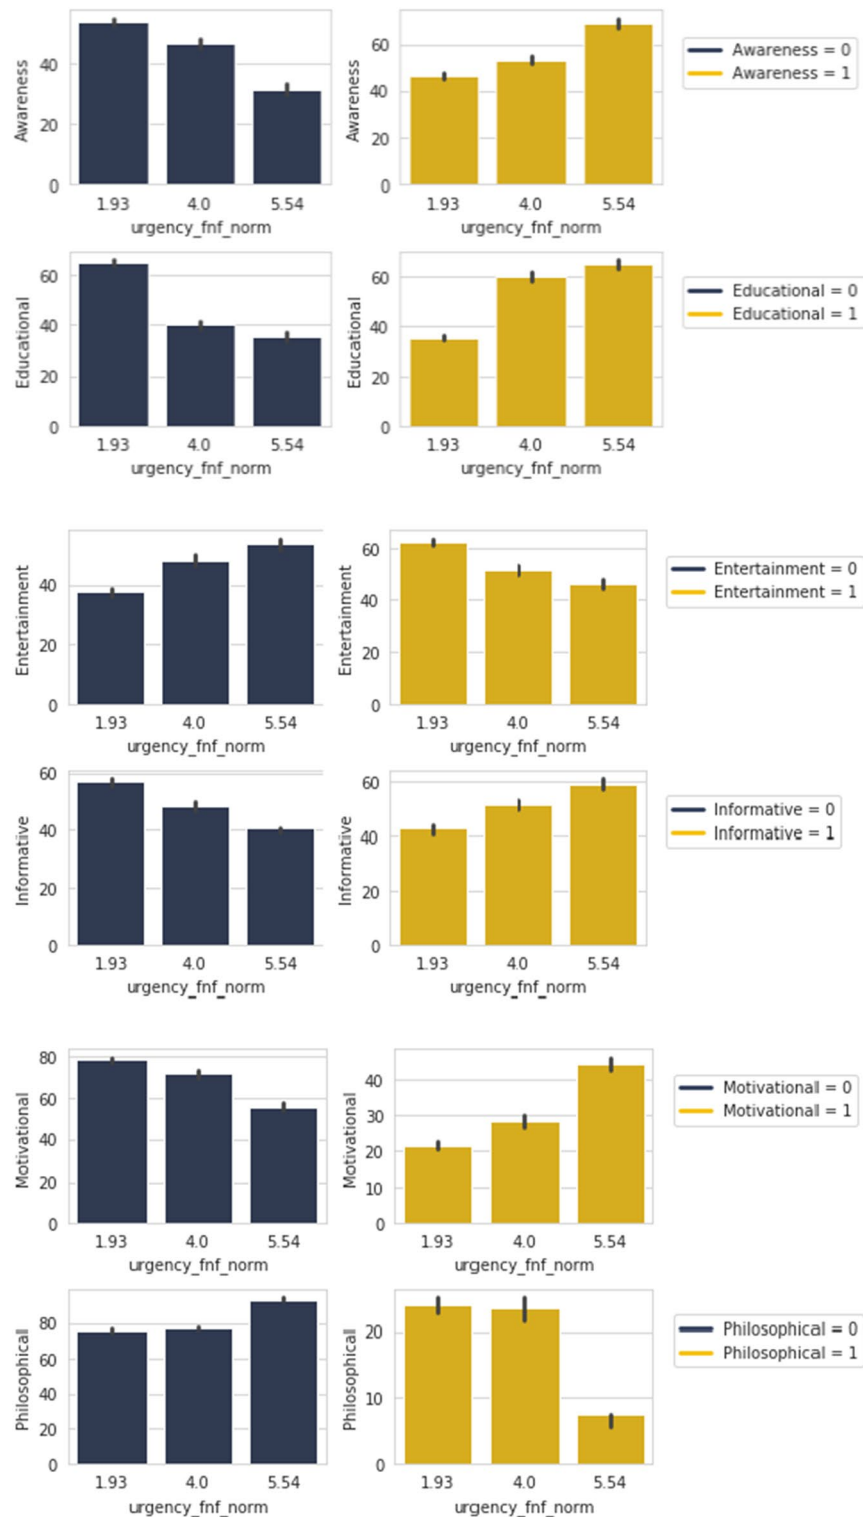 Awareness
40
20
0
1.93 4.0 5.54
urgency_fnf_norm
Awareness
60
40
20
0
1.93 4.0 5.54
urgency_fnf_norm
Awareness = 0
Awareness = 1
Educational
60
40
20
0
1.93 4.0 5.54
urgency_fnf_norm
Educational
60
40
20
0
1.93 4.0 5.54
urgency_fnf_norm
Educational = 0
Educational = 1
Entertainment
40
20
0
1.93 4.0 5.54
urgency_fnf_norm
Entertainment
60
40
20
0
1.93 4.0 5.54
urgency_fnf_norm
Entertainment = 0
Entertainment = 1
Informative
60
40
20
0
1.93 4.0 5.54
urgency_fnf_norm
Informative
60
40
20
0
1.93 4.0 5.54
urgency_fnf_norm
Informative = 0
Informative = 1
Motivational
80
60
40
20
0
1.93 4.0 5.54
urgency_fnf_norm
Motivational
40
30
20
10
0
1.93 4.0 5.54
urgency_fnf_norm
Motivational = 0
Motivational = 1
Philosophical
80
60
40
20
0
1.93 4.0 5.54
urgency_fnf_norm
Philosophical
20
10
0
1.93 4.0 5.54
urgency_fnf_norm
Philosophical = 0
Philosophical = 1